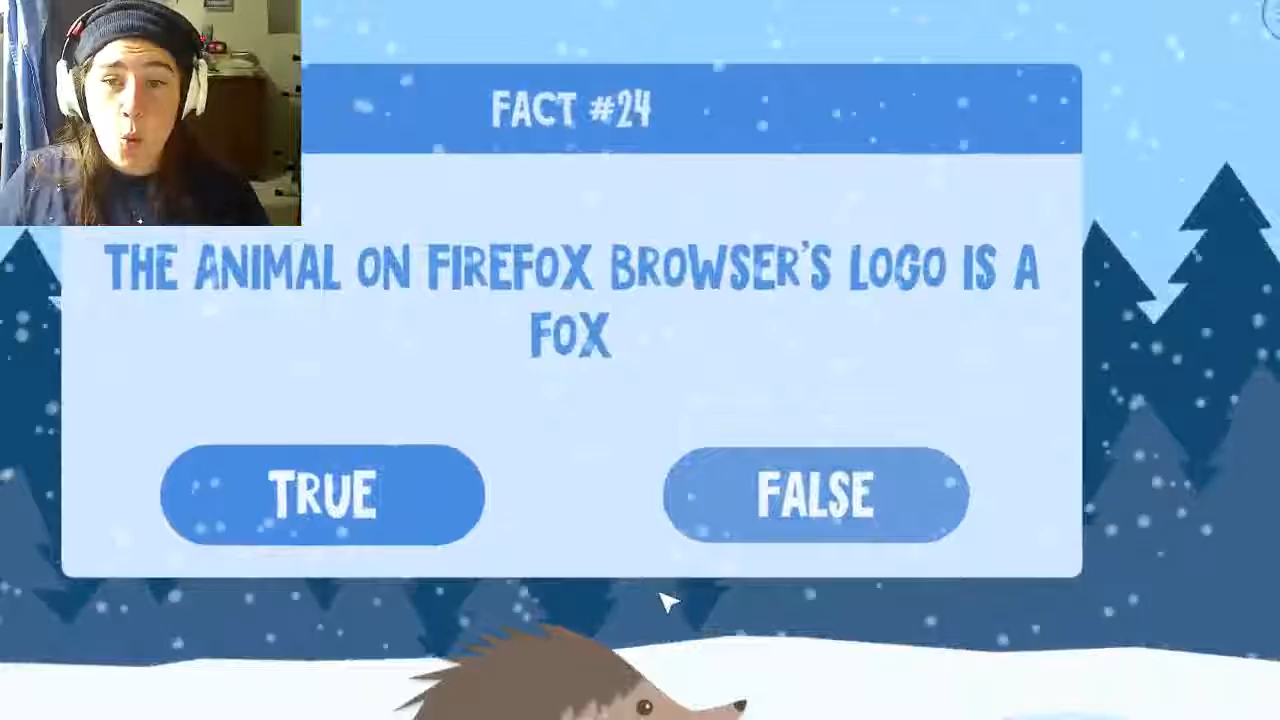 FACT #24
THE ANIMAL ON FIREFOX BROWSER'S LOGO IS A
FOX
TRUE
FALSE